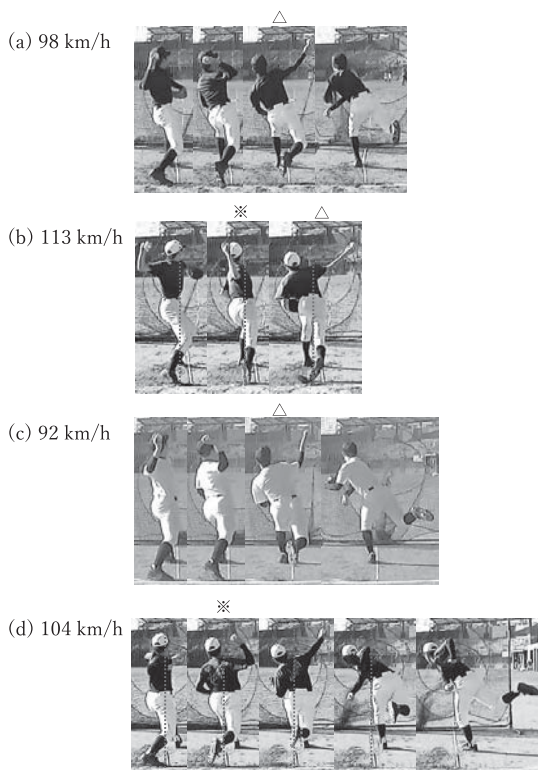 △
(a) 98 km/h
※ △
(b) 113 km/h
△
(c) 92 km/h
※
(d) 104 km/h